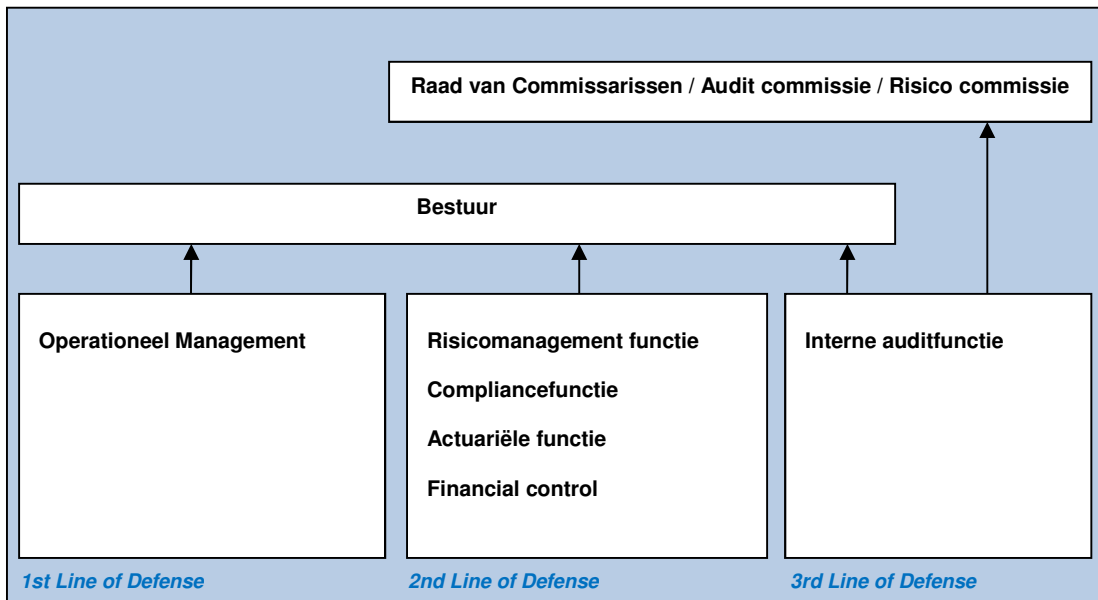 Raad van Commissarissen / Audit commissie / Risico commissie
Bestuur
Operationeel Management
Risicomanagement functie
Compliancefunctie
Actuariële functie
Financial control
Interne auditfunctie
1st Line of Defense
2nd Line of Defense
3rd Line of Defense